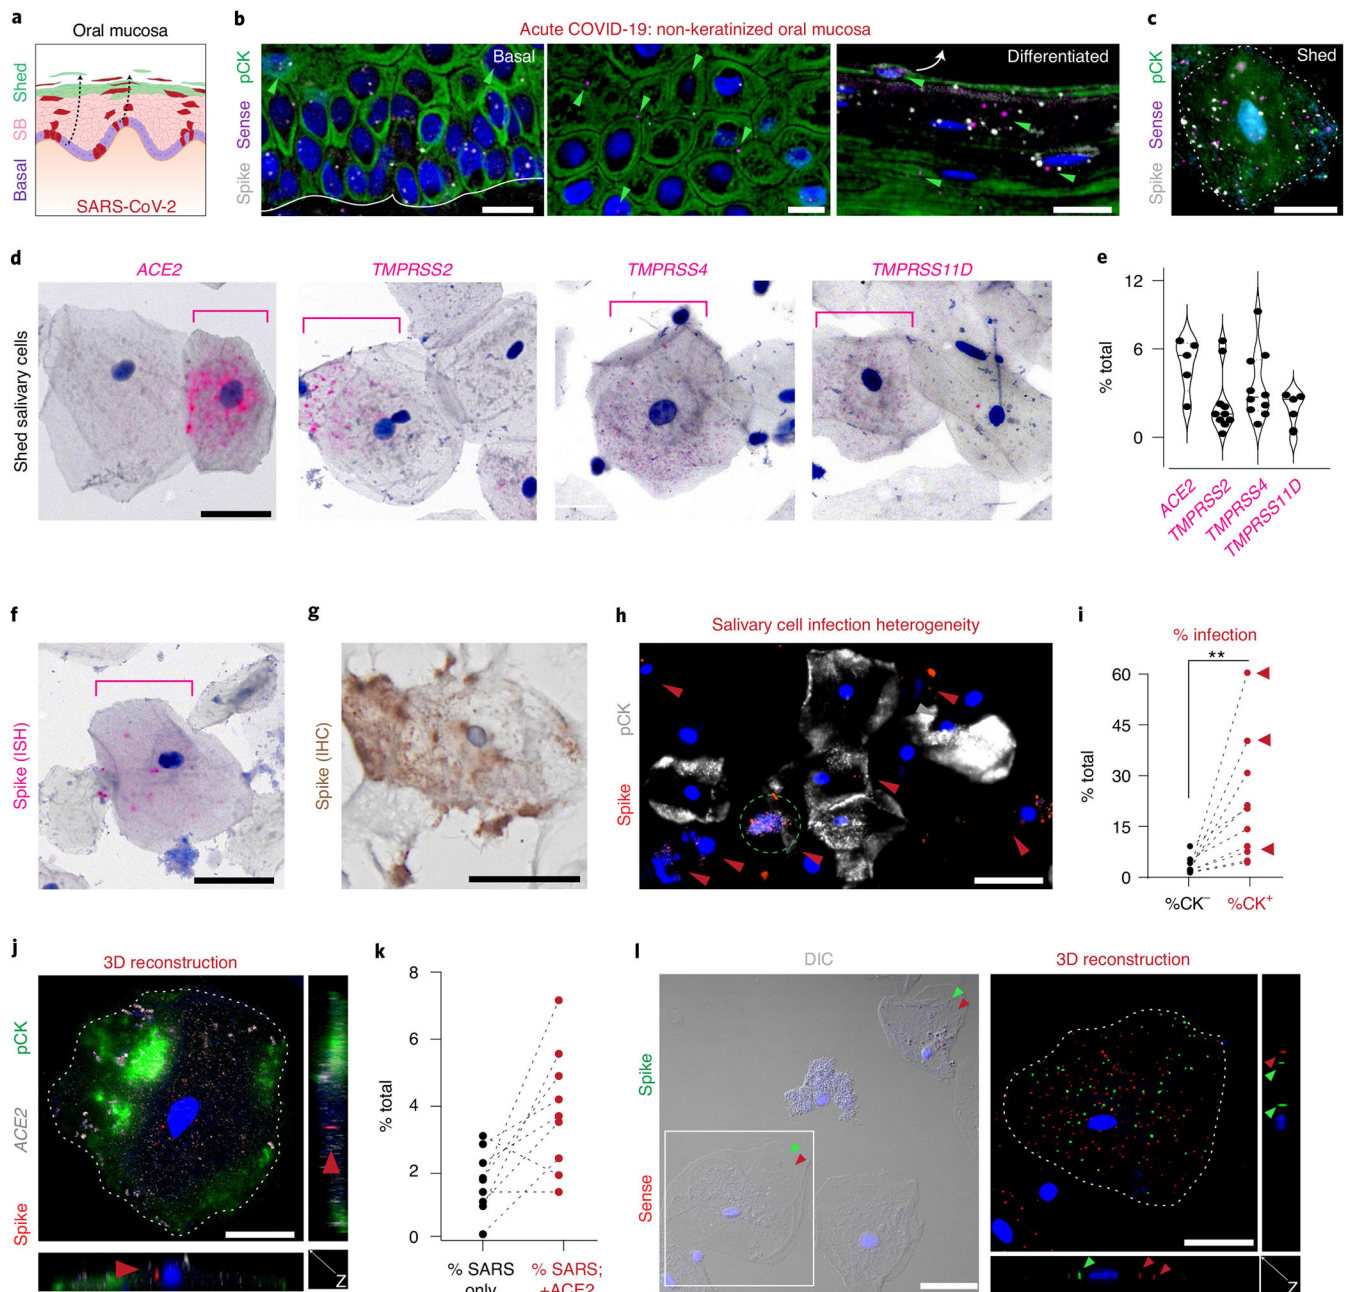 a
Oral mucosa
Shed
SB
Basal
SARS-CoV-2
b
Acute COVID-19: non-keratinized oral mucosa
pCK
Sense
Spike
Basal
Differentiated
c
pCK
Sense
Spike
Shed
d
ACE2
TMPRSS2
TMPRSS4
TMPRSS11D
Shed salivary cells
e
% total
12
6
0
ACE2
TMPRSS2
TMPRSS4
TMPRSS11D
f
Spike (ISH)
g
Spike (IHC)
h
Salivary cell infection heterogeneity
pCK
Spike
i
% infection
**
% total
60
45
30
15
0
%CK⁻
%CK⁺
j
3D reconstruction
pCK
ACE2
Spike
Z
k
% total
8
6
4
2
0
% SARS
only
% SARS;
+ACE2
l
DIC
3D reconstruction
Spike
Sense
Z